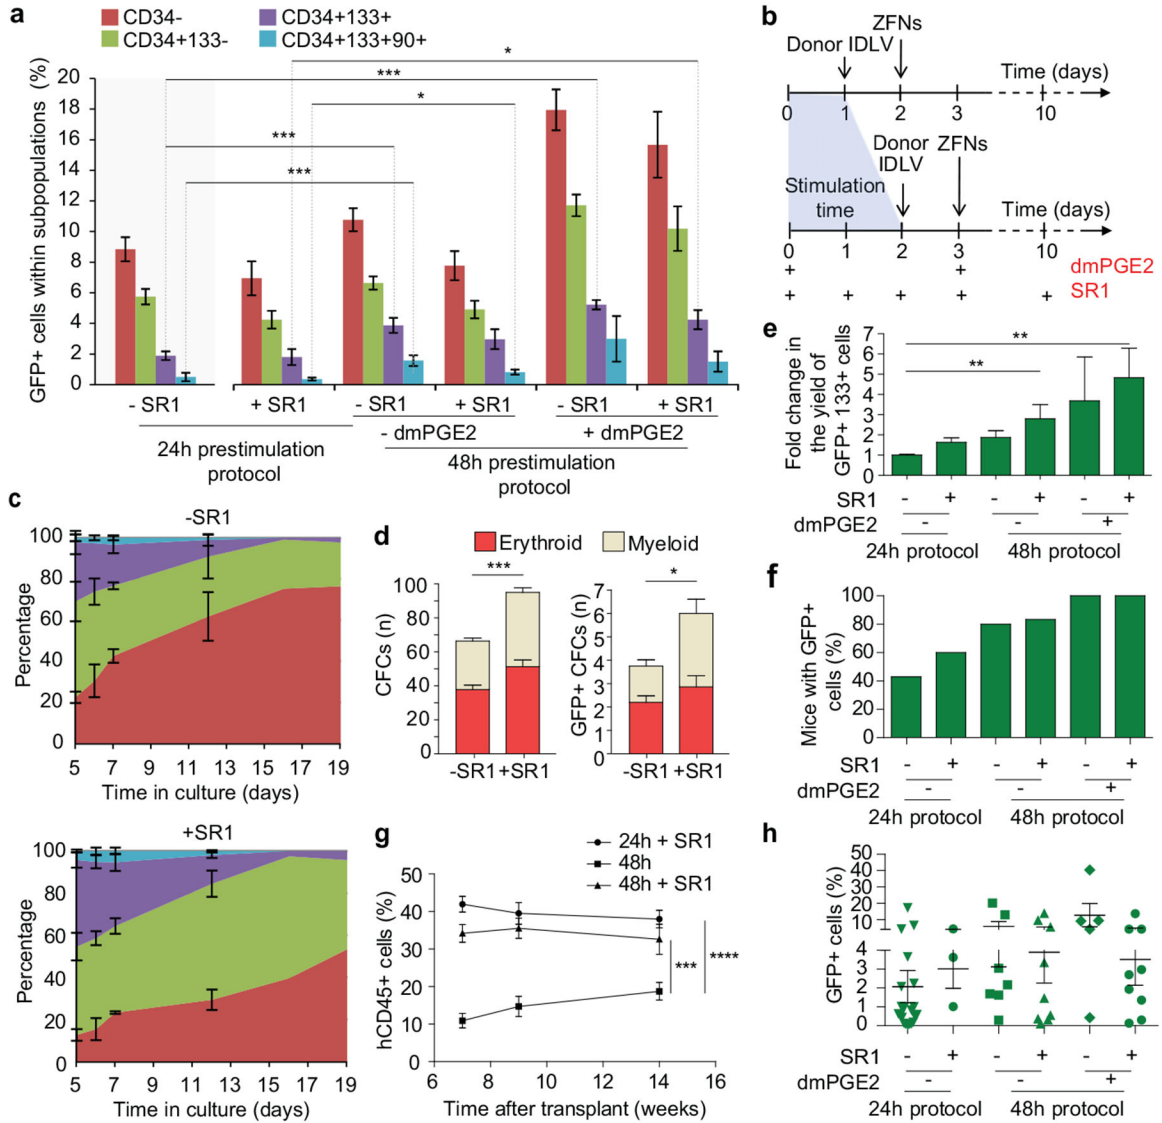 a
CD34-
CD34+133-
CD34+133+
CD34+133+90+
GFP+ cells within subpopulations (%)
20
18
16
14
12
10
8
6
4
2
0
*
***
*
***
***
- SR1
+ SR1
- SR1
+ SR1
- SR1
+ SR1
- dmPGE2
+ dmPGE2
24h prestimulation
protocol
48h prestimulation
protocol
b
Donor IDLV
ZFNs
Time (days)
0 1 2 3 10
Donor
IDLV
ZFNs
Stimulation
time
Time (days)
0 1 2 3 10
+ + dmPGE2
+ + + + + SR1
c
-SR1
Percentage
100
80
60
40
20
0
5 7 9 11 13 15 17 19
Time in culture (days)
+SR1
Percentage
100
80
60
40
20
0
5 7 9 11 13 15 17 19
Time in culture (days)
d
Erythroid
Myeloid
***
CFCs (n)
100
80
60
40
20
0
-SR1 +SR1
*
GFP+ CFCs (n)
7
6
5
4
3
2
1
0
-SR1 +SR1
e
Fold change in
the yield of
GFP+ 133+ cells
7
6
5
4
3
2
1
0
**
**
SR1 - + - + - +
dmPGE2 - - +
24h protocol 48h protocol
f
Mice with GFP+
cells (%)
100
80
60
40
20
0
SR1 - + - + - +
dmPGE2 - - +
24h protocol 48h protocol
g
24h + SR1
48h
48h + SR1
hCD45+ cells (%)
50
40
30
20
10
0
***
****
6 8 10 12 14 16
Time after transplant (weeks)
h
GFP+ cells (%)
50
40
30
20
10
4
3
2
1
0
SR1 - + - + - +
dmPGE2 - - +
24h protocol 48h protocol